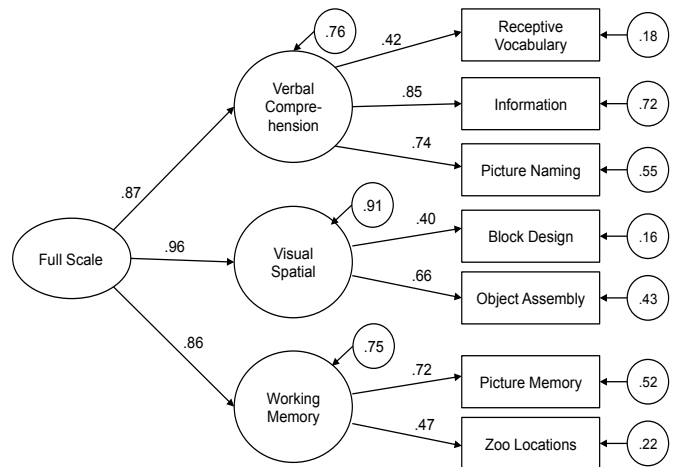 .76
.42
Receptive
Vocabulary
.18
Verbal
Compre-
hension
.85
Information
.72
.74
Picture Naming
.55
.87
.91
.40
Block Design
.16
Full Scale
.96
Visual
Spatial
.66
Object Assembly
.43
.86
.75
.72
Picture Memory
.52
Working
Memory
.47
Zoo Locations
.22